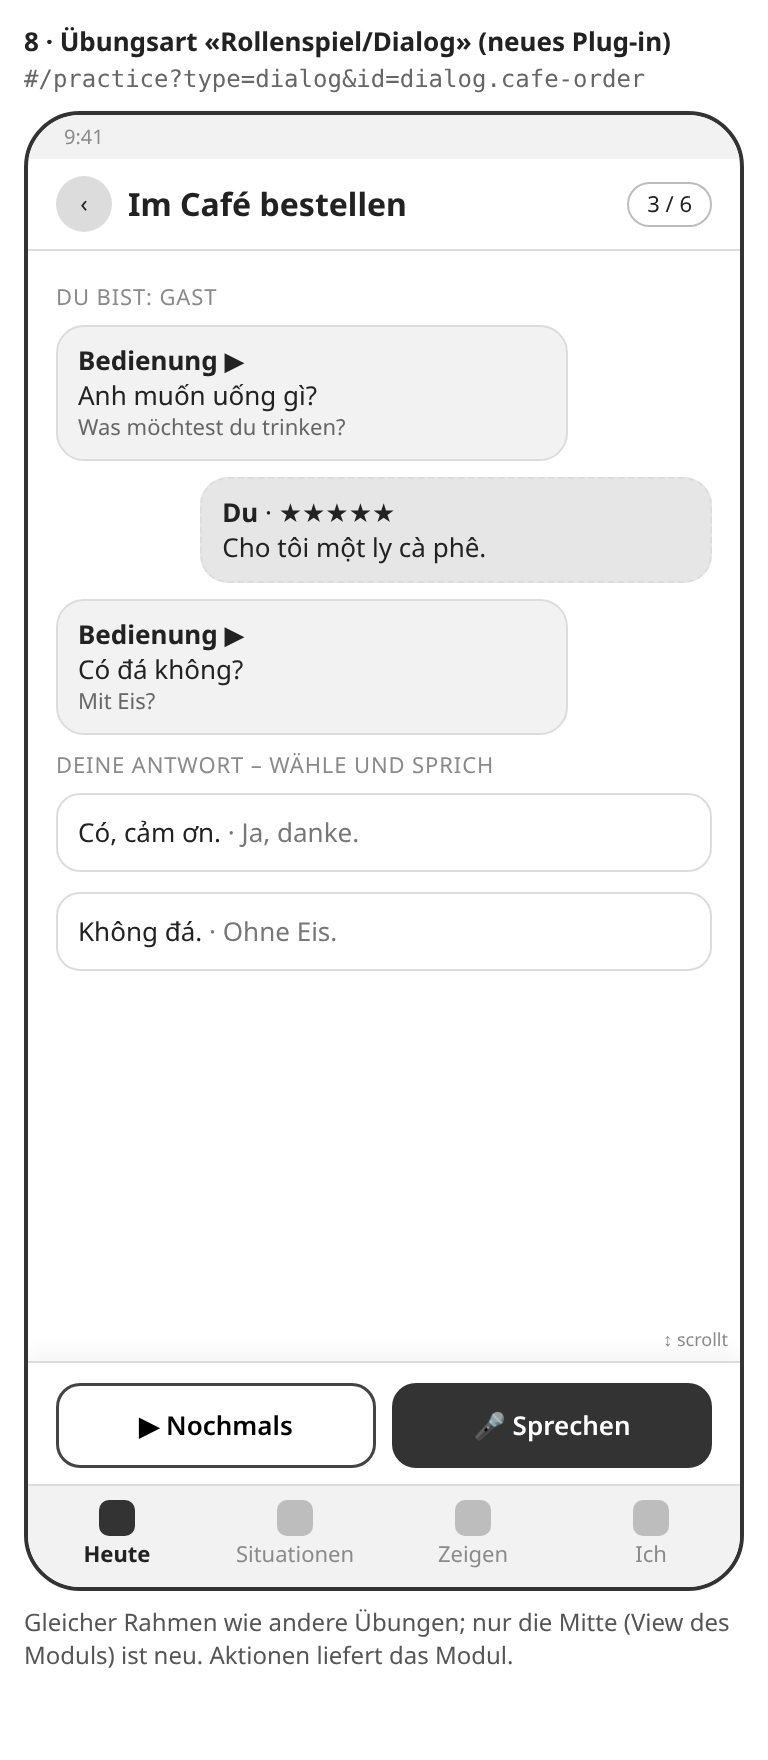 8 · Übungsart «Rollenspiel/Dialog» (neues Plug-in)
#/practice?type=dialog&id=dialog.cafe-order
9:41
‹ Im Café bestellen 3 / 6
DU BIST: GAST
Bedienung ▶
Anh muốn uống gì?
Was möchtest du trinken?
Du · ★★★★★
Cho tôi một ly cà phê.
Bedienung ▶
Có đá không?
Mit Eis?
DEINE ANTWORT – WÄHLE UND SPRICH
Có, cảm ơn. · Ja, danke.
Không đá. · Ohne Eis.
↕ scrollt
▶ Nochmals 🎤 Sprechen
Heute Situationen Zeigen Ich
Gleicher Rahmen wie andere Übungen; nur die Mitte (View des
Moduls) ist neu. Aktionen liefert das Modul.